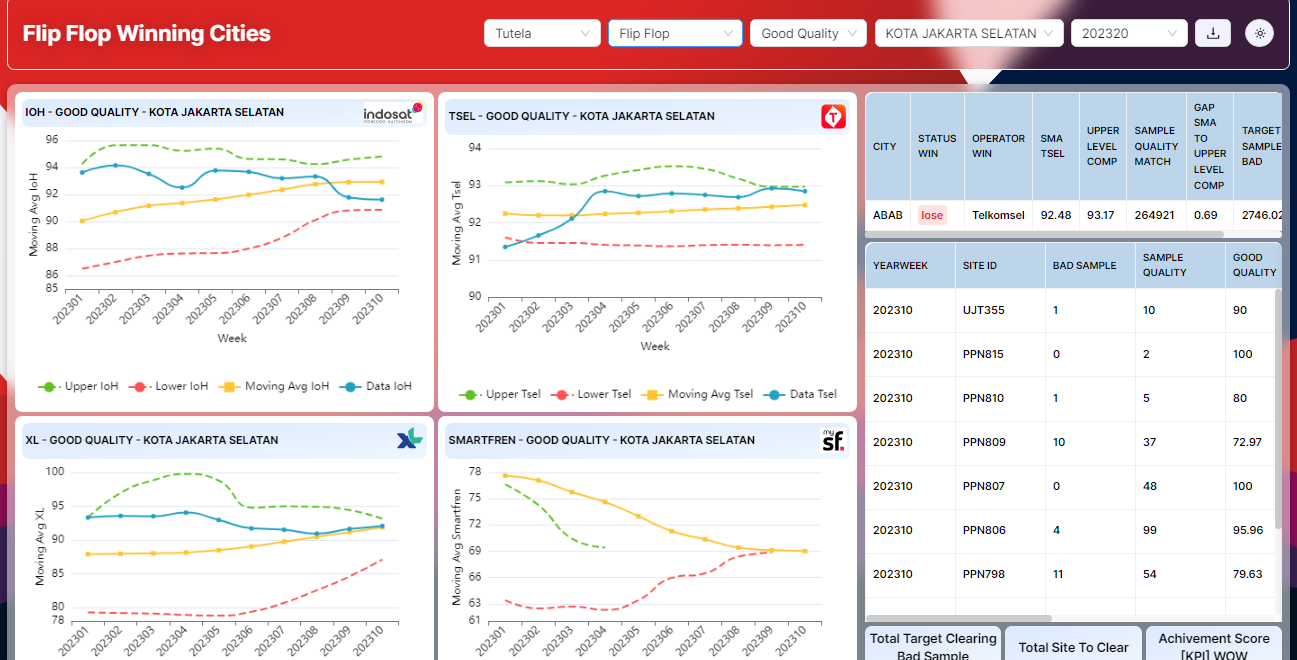 Flip Flop Winning Cities
Tutela
Flip Flop
Good Quality
KOTA JAKARTA SELATAN
202320
IOH - GOOD QUALITY - KOTA JAKARTA SELATAN
indosat
96
94
92
90
88
86
85
Moving Avg IoH
202301
202302
202303
202304
202305
202306
202307
202308
202309
202310
Week
Upper IoH
Lower IoH
Moving Avg IoH
Data IoH
TSEL - GOOD QUALITY - KOTA JAKARTA SELATAN
94
93
92
91
90
Moving Avg Tsel
202301
202302
202303
202304
202305
202306
202307
202308
202309
202310
Week
Upper Tsel
Lower Tsel
Moving Avg Tsel
Data Tsel
XL - GOOD QUALITY - KOTA JAKARTA SELATAN
XL
100
95
90
85
80
78
Moving Avg XL
202301
202302
202303
202304
202305
202306
202307
202308
202309
202310
SMARTFREN - GOOD QUALITY - KOTA JAKARTA SELATAN
my
sf.
78
75
72
69
66
63
61
Moving Avg Smartfren
202301
202302
202303
202304
202305
202306
202307
202308
202309
202310
CITY
STATUS WIN
OPERATOR WIN
SMA TSEL
UPPER LEVEL COMP
SAMPLE QUALITY MATCH
GAP SMA TO UPPER LEVEL COMP
TARGET SAMPLE BAD
ABAB lose Telkomsel 92.48 93.17 264921 0.69 2746.02
YEARWEEK SITE ID BAD SAMPLE SAMPLE QUALITY GOOD QUALITY
202310 UJT355 1 10 90
202310 PPN815 0 2 100
202310 PPN810 1 5 80
202310 PPN809 10 37 72.97
202310 PPN807 0 48 100
202310 PPN806 4 99 95.96
202310 PPN798 11 54 79.63
Total Target Clearing
Bad Sample
Total Site To Clear
Achivement Score
[KPI] WOW